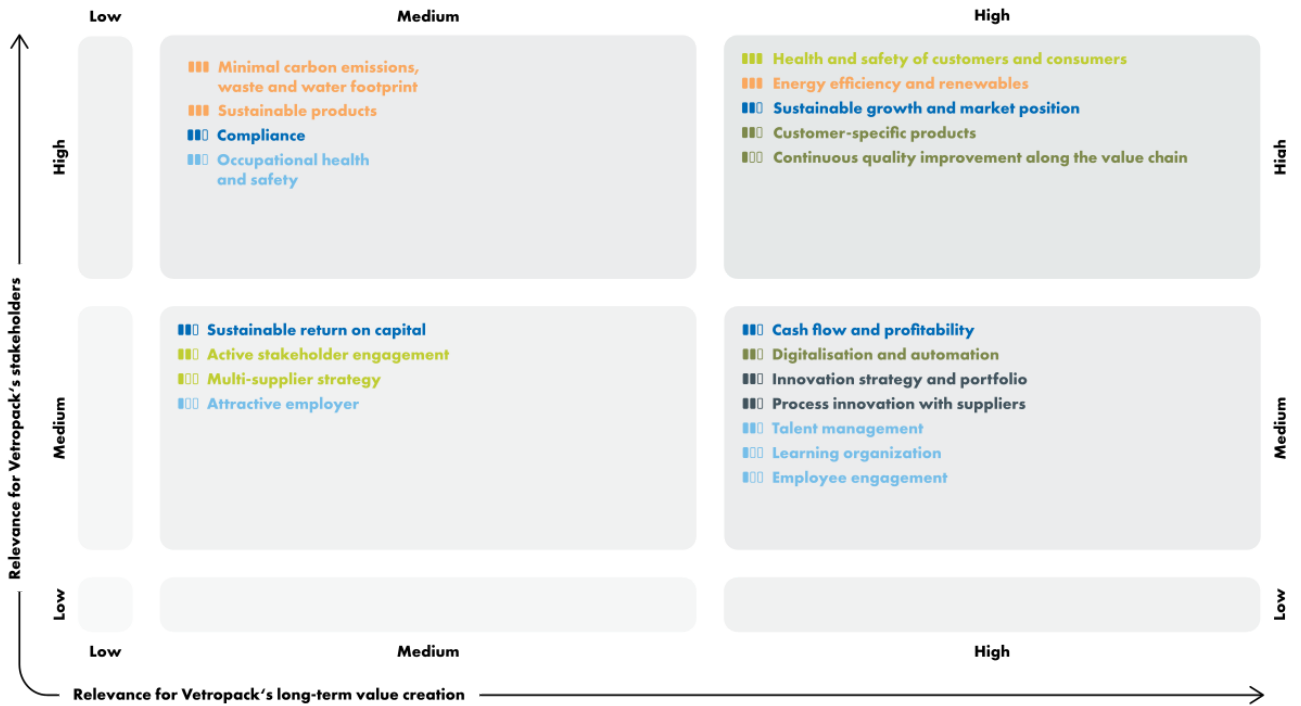 Low
Medium
High
High
Minimal carbon emissions,
waste and water footprint
Sustainable products
Compliance
Occupational health
and safety
Health and safety of customers and consumers
Energy efficiency and renewables
Sustainable growth and market position
Customer-specific products
Continuous quality improvement along the value chain
High
Relevance for Vetropack‘s stakeholders
Medium
Sustainable return on capital
Active stakeholder engagement
Multi-supplier strategy
Attractive employer
Cash flow and profitability
Digitalisation and automation
Innovation strategy and portfolio
Process innovation with suppliers
Talent management
Learning organization
Employee engagement
Medium
Low
Low
Low
Medium
High
Relevance for Vetropack‘s long-term value creation